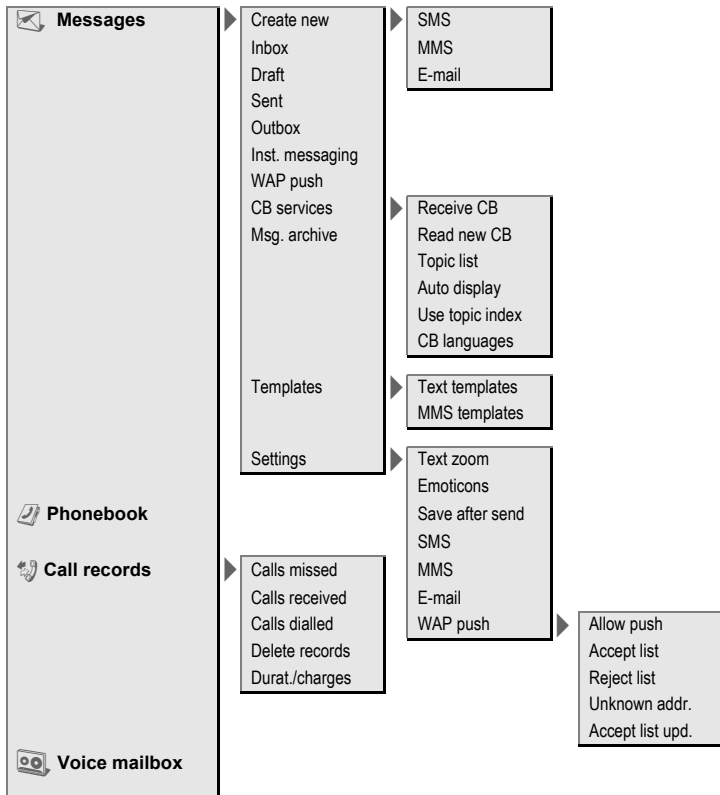 Messages
Create new
SMS
MMS
E-mail
Inbox
Draft
Sent
Outbox
Inst. messaging
WAP push
CB services
Receive CB
Read new CB
Topic list
Auto display
Use topic index
CB languages
Msg. archive
Templates
Text templates
MMS templates
Settings
Text zoom
Emoticons
Save after send
SMS
MMS
E-mail
WAP push
Allow push
Accept list
Reject list
Unknown addr.
Accept list upd.
Phonebook
Call records
Calls missed
Calls received
Calls dialled
Delete records
Durat./charges
Voice mailbox